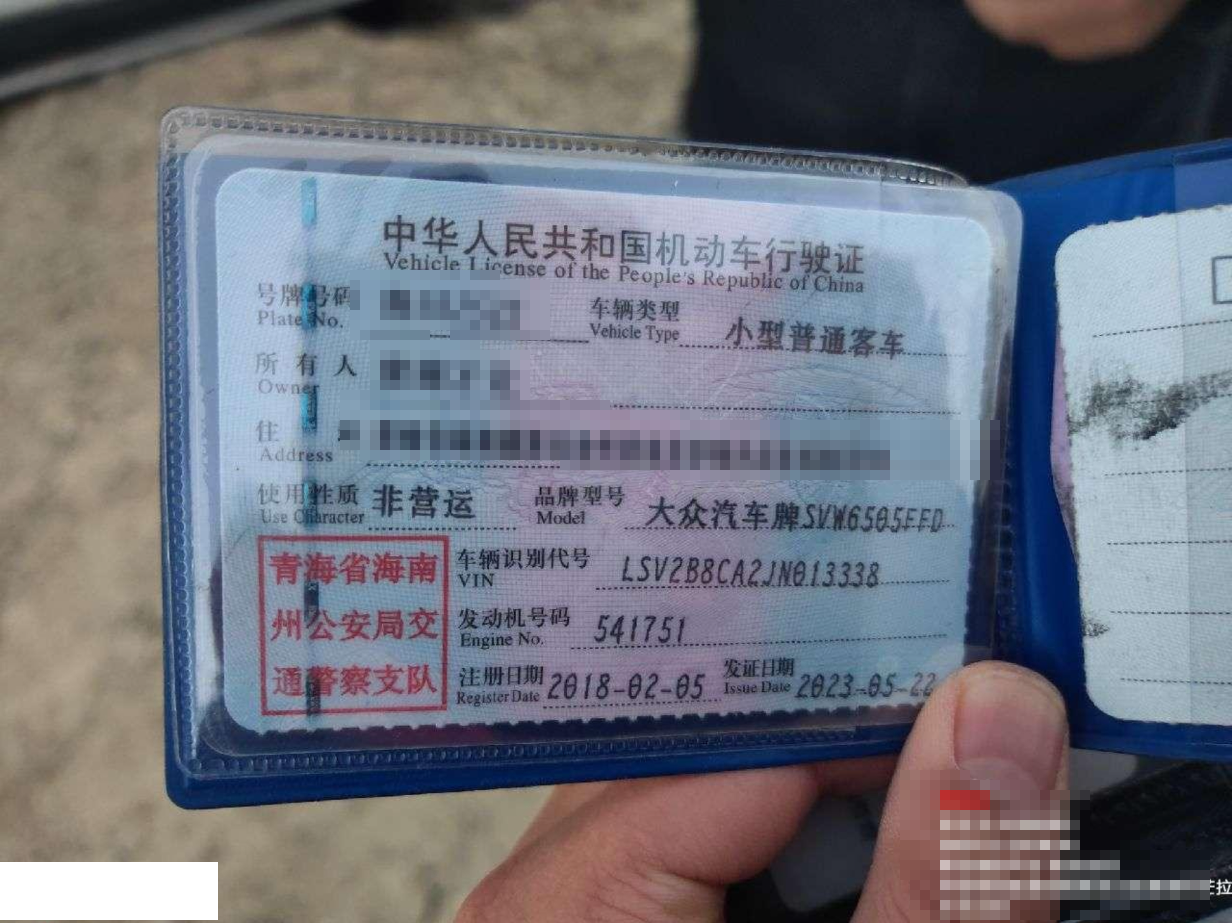 中华人民共和国机动车行驶证
Vehicle License of the People's Republic of China
号牌号码
Plate No.
车辆类型
Vehicle Type
小型普通客车
所有人
Owner
住
Address
使用性质
Use Character
非营运
品牌型号
Model
大众汽车牌SVW6505FFD
青海省海南
州公安局交
通警察支队
车辆识别代号
VIN
LSV2B8CA2JN013338
发动机号码
Engine No.
541751
注册日期
Register Date
2018-02-05
发证日期
Issue Date
2023-05-22
拉